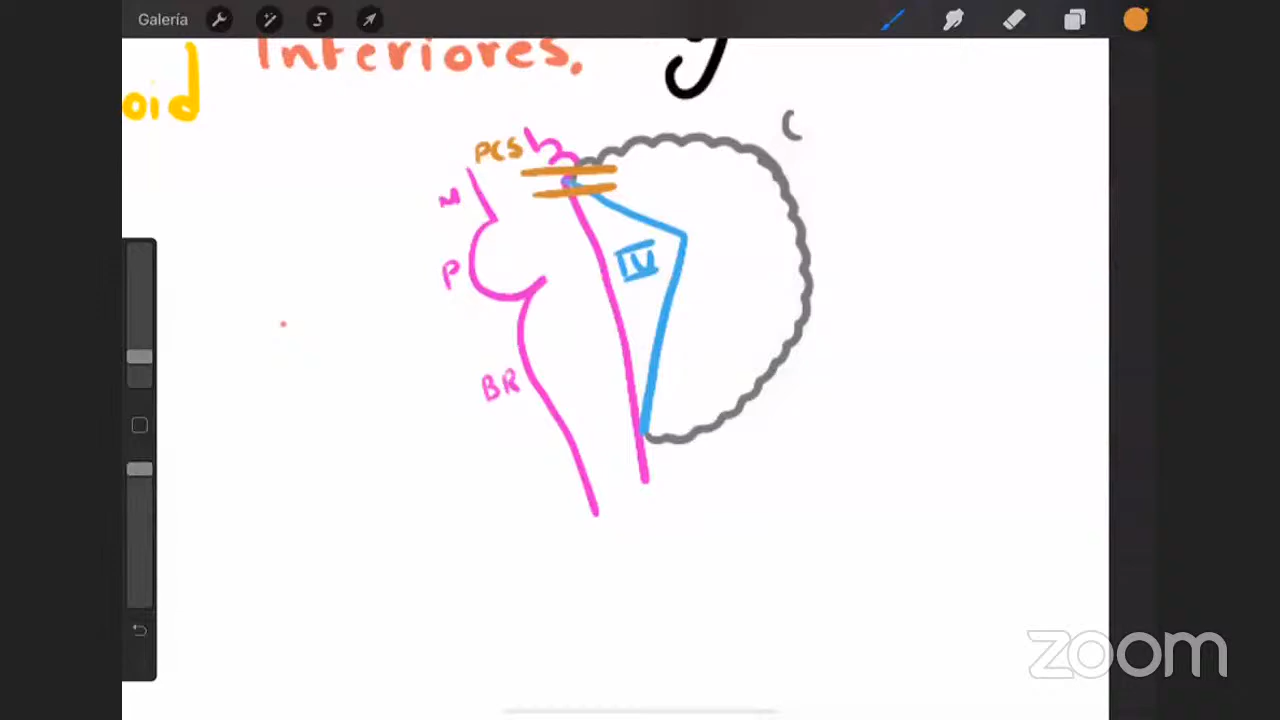 Galería
Inferiores.
oid
C
PCS
M
IV
P
BR
zoom